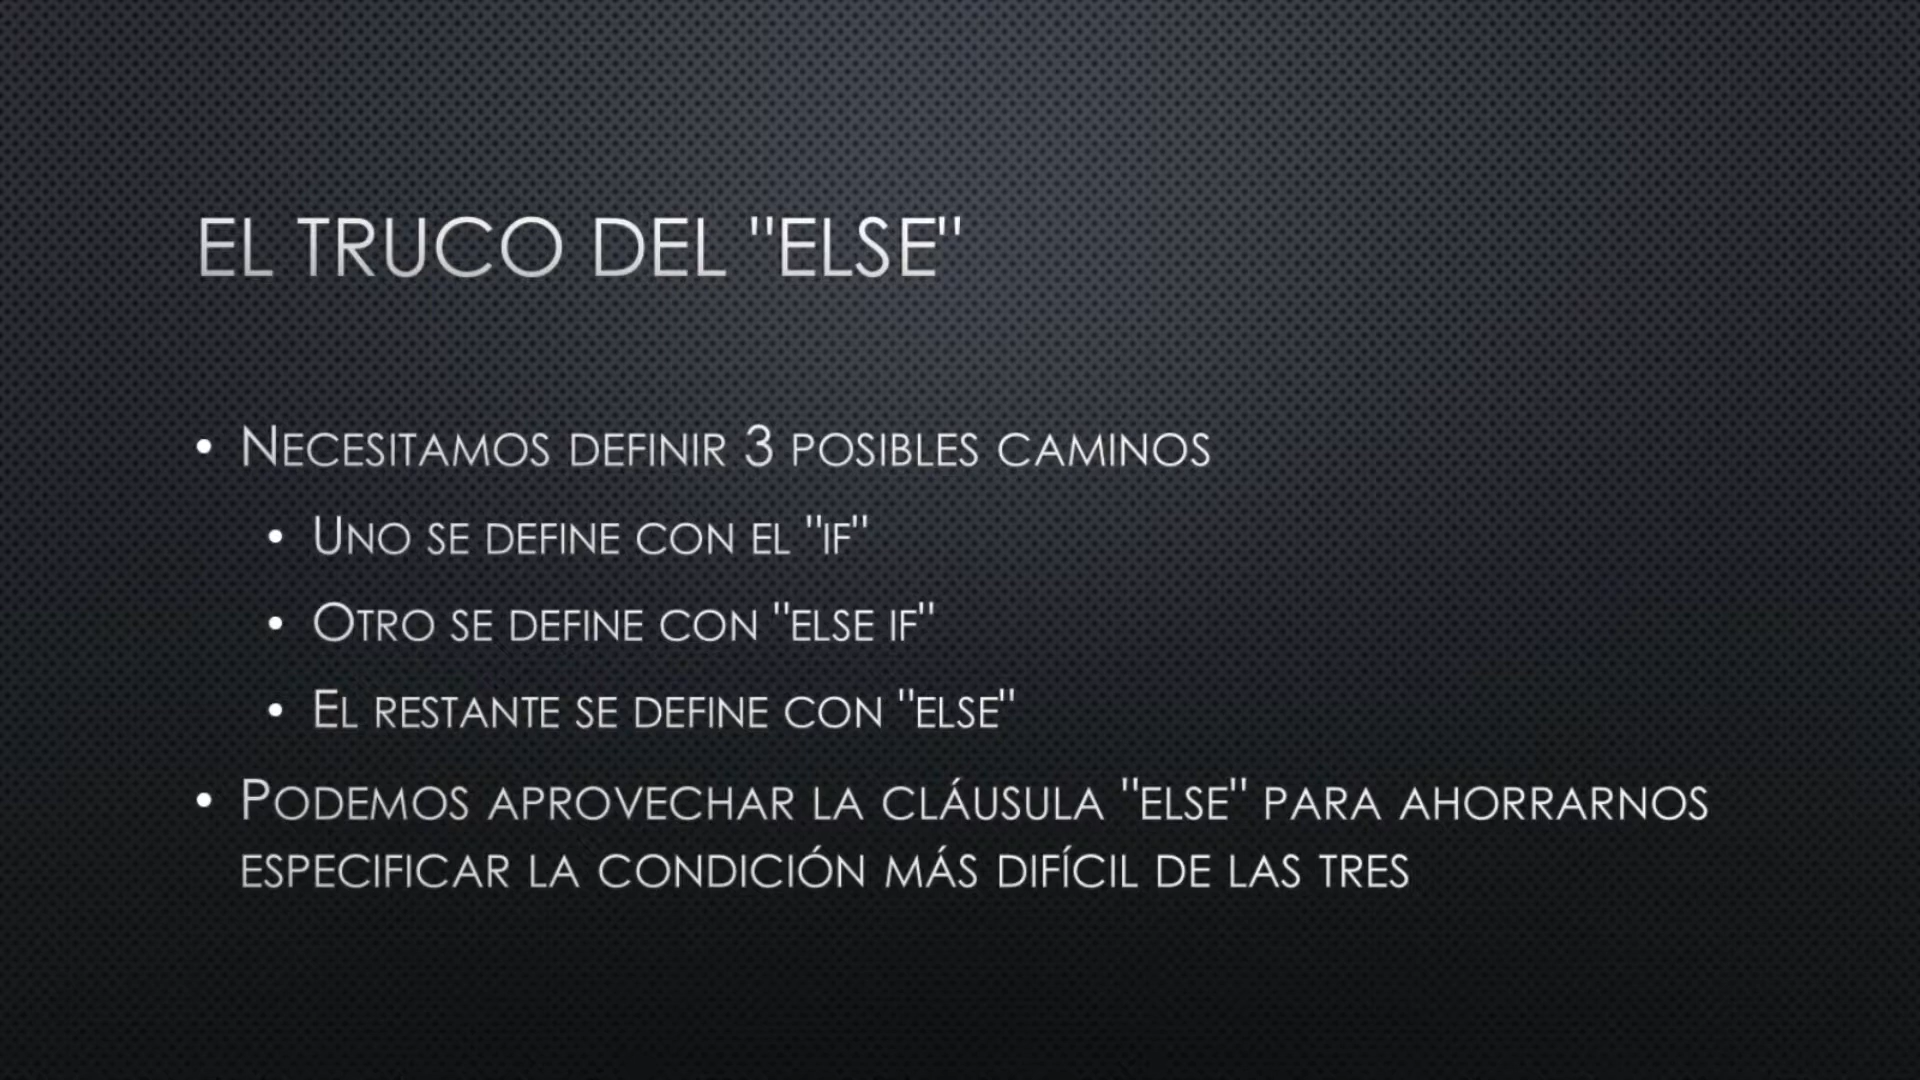 EL TRUCO DEL "ELSE"
• NECESITAMOS DEFINIR 3 POSIBLES CAMINOS
• UNO SE DEFINE CON EL "IF"
• OTRO SE DEFINE CON "ELSE IF"
• EL RESTANTE SE DEFINE CON "ELSE"
• PODEMOS APROVECHAR LA CLÁUSULA "ELSE" PARA AHORRARNOS
ESPECIFICAR LA CONDICIÓN MÁS DIFÍCIL DE LAS TRES